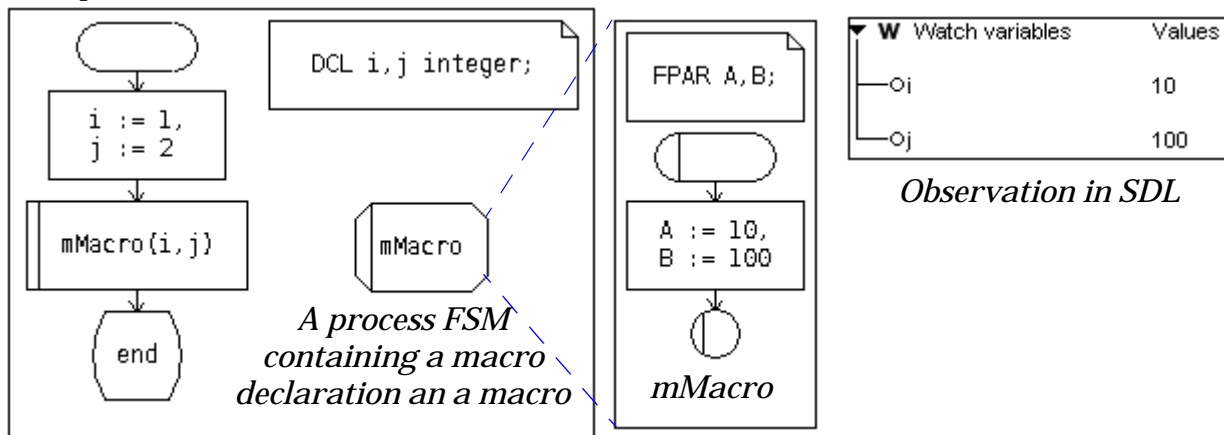 DCL i,j integer;
i := 1,
j := 2
mMacro(i,j)
end
mMacro
A process FSM
containing a macro
declaration an a macro
FPAR A,B;
A := 10,
B := 100
mMacro
W Watch variables Values
i 10
j 100
Observation in SDL